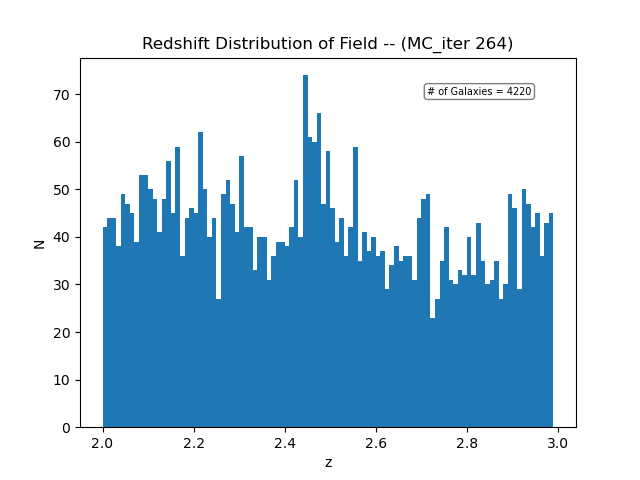 Redshift Distribution of Field -- (MC_iter 264)
# of Galaxies = 4220
70
60
50
40
30
20
10
0
N
2.0 2.2 2.4 2.6 2.8 3.0
z